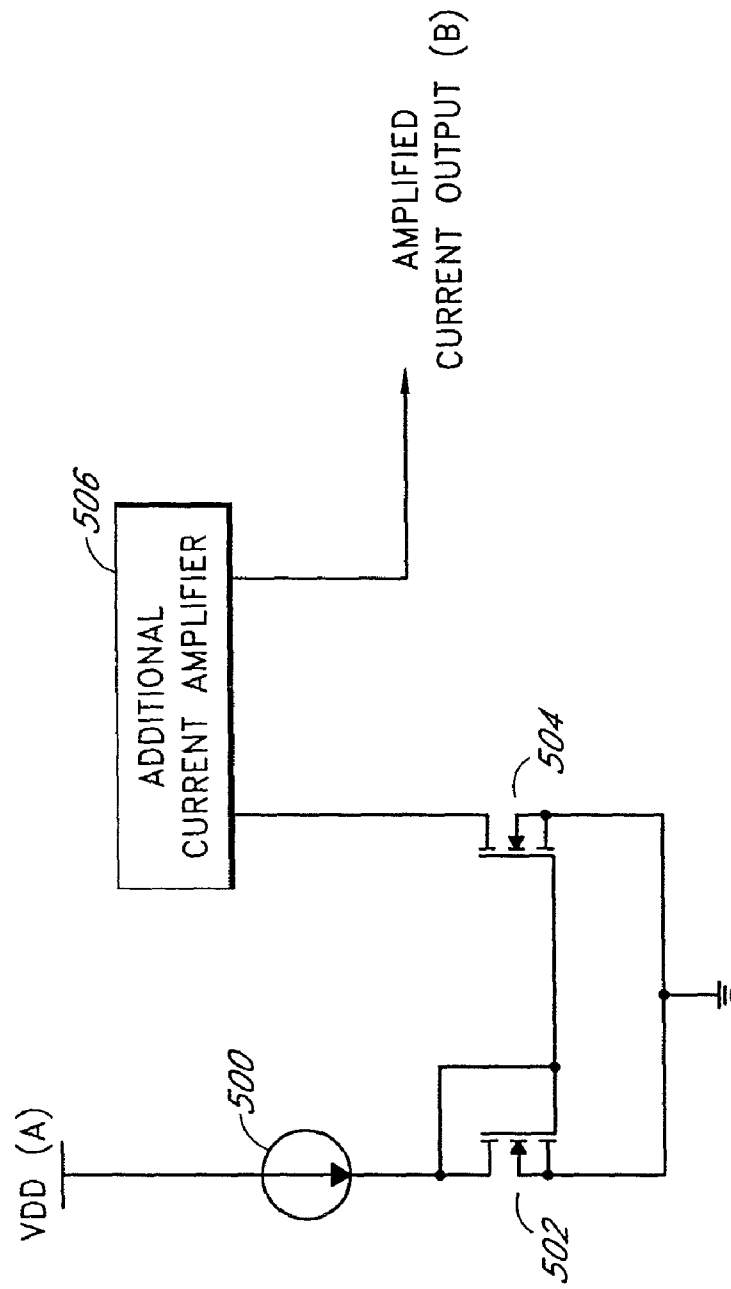 VDD (A)
500
502
504
ADDITIONAL
CURRENT AMPLIFIER
506
AMPLIFIED
CURRENT OUTPUT (B)